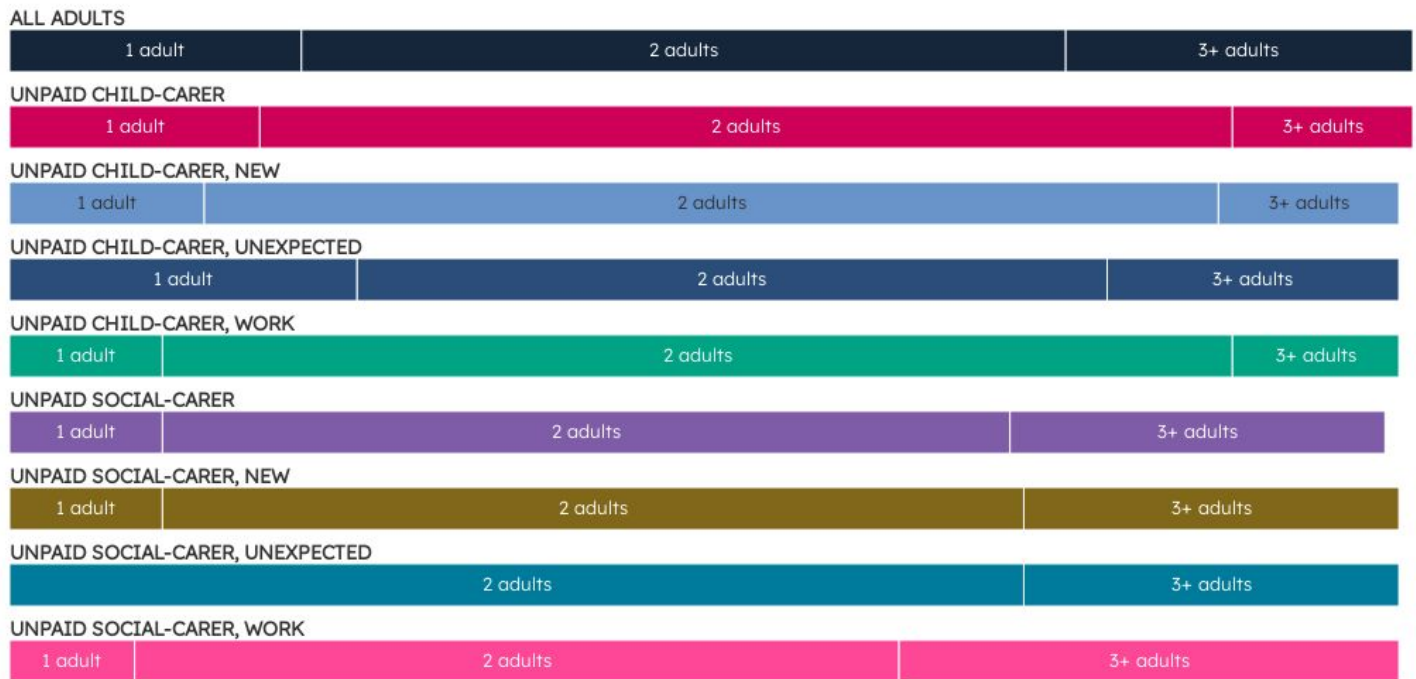 ALL ADULTS
1 adult 2 adults 3+ adults
UNPAID CHILD-CARER
1 adult 2 adults 3+ adults
UNPAID CHILD-CARER, NEW
1 adult 2 adults 3+ adults
UNPAID CHILD-CARER, UNEXPECTED
1 adult 2 adults 3+ adults
UNPAID CHILD-CARER, WORK
1 adult 2 adults 3+ adults
UNPAID SOCIAL-CARER
1 adult 2 adults 3+ adults
UNPAID SOCIAL-CARER, NEW
1 adult 2 adults 3+ adults
UNPAID SOCIAL-CARER, UNEXPECTED
2 adults 3+ adults
UNPAID SOCIAL-CARER, WORK
1 adult 2 adults 3+ adults